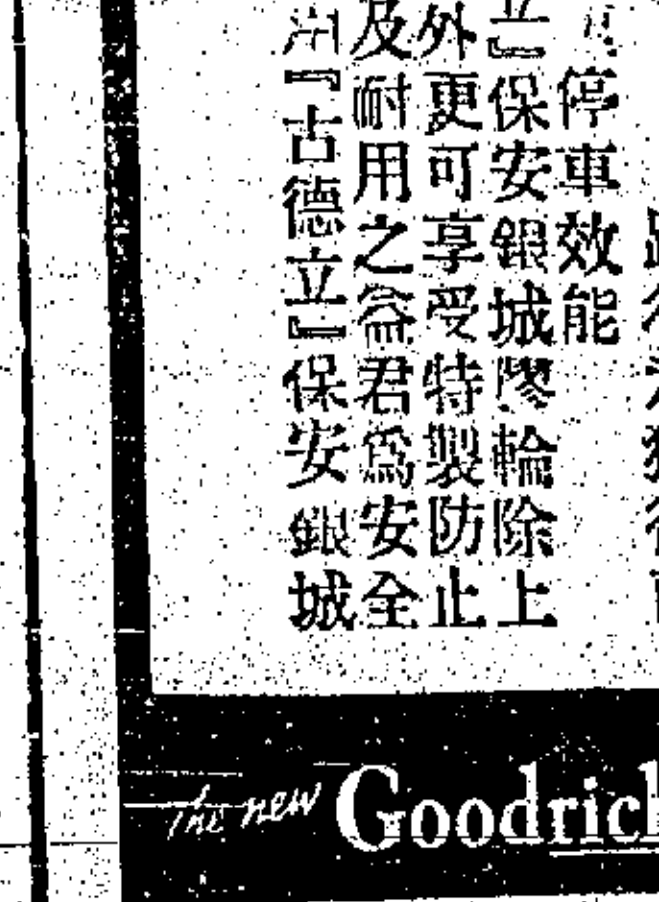 停車效能
立』保安銀城膠輪除上
外更可享受特製防止
及耐用之益君爲安全
『古德立』保安銀城
The new Goodrich